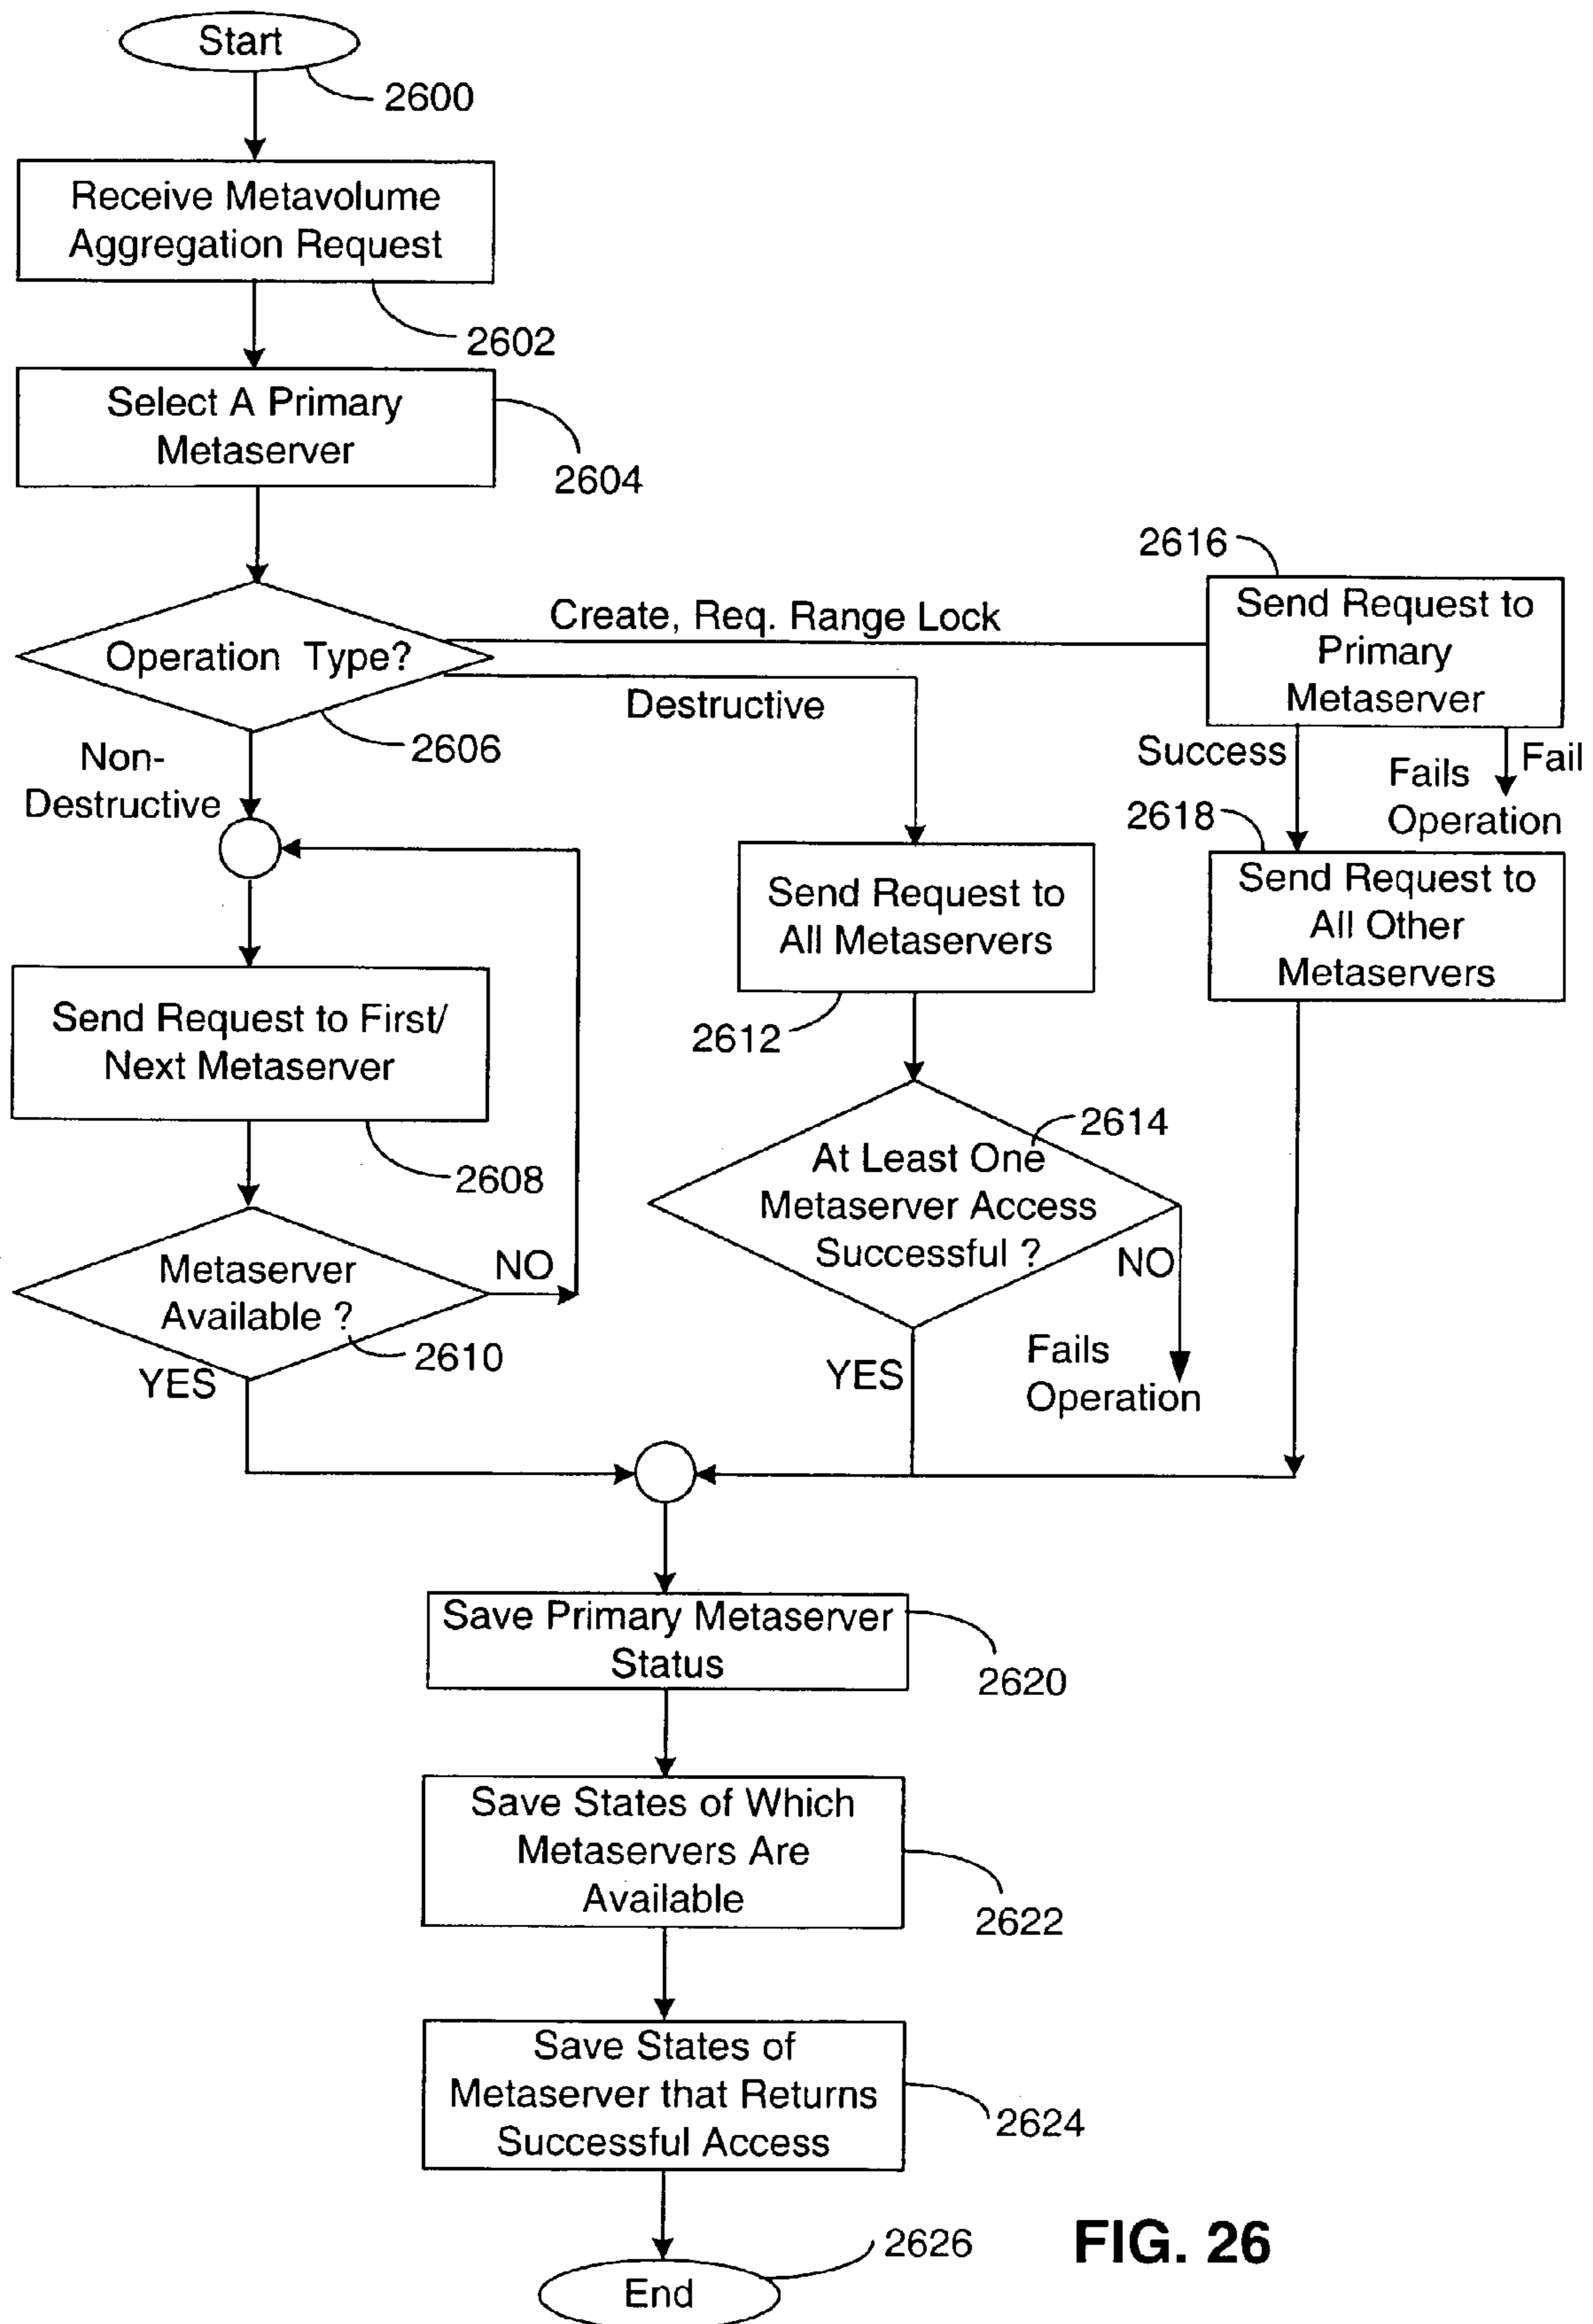 Start
2600
Receive Metavolume
Aggregation Request
2602
Select A Primary
Metaserver
2604
Operation Type?
2606
Create, Req. Range Lock
Destructive
Non-
Destructive
2616
Send Request to
Primary
Metaserver
Success
Fail
Fails
Operation
2618
Send Request to
All Other
Metaservers
Send Request to
All Metaservers
2612
Send Request to First/
Next Metaserver
2608
At Least One
Metaserver Access
Successful ?
2614
NO
Fails
Operation
YES
Metaserver
Available ?
NO
2610
YES
Save Primary Metaserver
Status
2620
Save States of Which
Metaservers Are
Available
2622
Save States of
Metaserver that Returns
Successful Access
2624
End
2626
FIG. 26